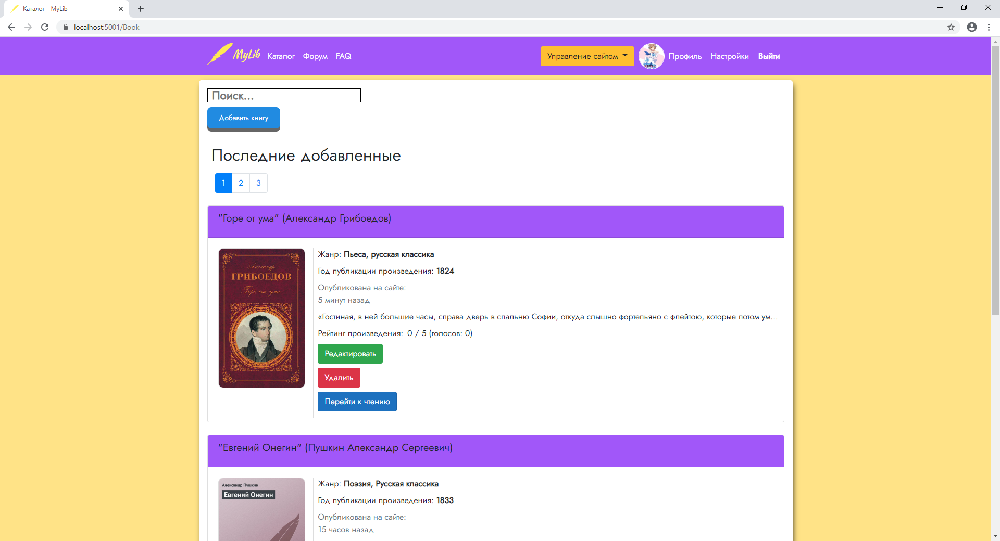 Каталог - MyLib
localhost:5001/Book
MyLib Каталог Форум FAQ Управление сайтом Профиль Настройки Выйти
Поиск...
Добавить книгу
Последние добавленные
1 2 3
"Горе от ума" (Александр Грибоедов)
Александр
ГРИБОЕДОВ
Горе от ума
Жанр: Пьеса, русская классика
Год публикации произведения: 1824
Опубликована на сайте:
5 минут назад
«Гостиная, в ней большие часы, справа дверь в спальню Софии, откуда слышно фортепьяно с флейтою, которые потом ум...
Рейтинг произведения: 0 / 5 (голосов: 0)
Редактировать
Удалить
Перейти к чтению
"Евгений Онегин" (Пушкин Александр Сергеевич)
Александр Пушкин
Евгений Онегин
Жанр: Поэзия, Русская классика
Год публикации произведения: 1833
Опубликована на сайте:
15 часов назад